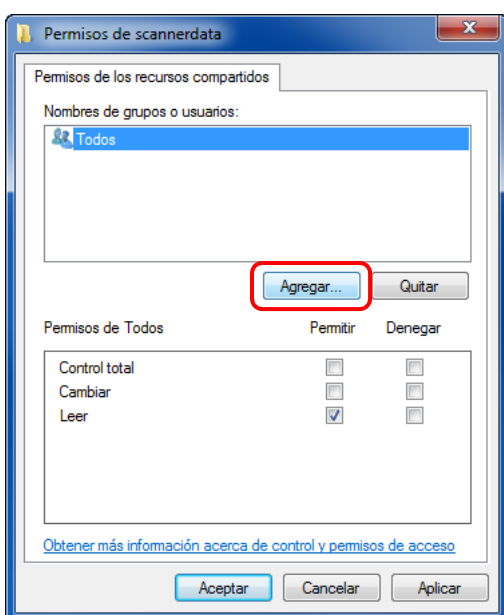 Permisos de scannerdata
Permisos de los recursos compartidos
Nombres de grupos o usuarios:
Todos
Agregar... Quitar
Permisos de Todos Permitir Denegar
Control total
Cambiar
Leer
Obtener más información acerca de control y permisos de acceso
Aceptar Cancelar Aplicar